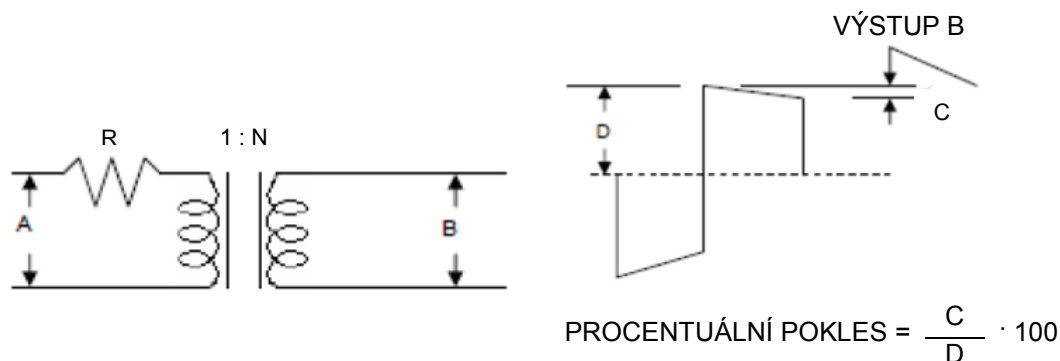 VÝSTUP B
R
1 : N
A
B
D
C
PROCENTUÁLNÍ POKLES = C / D · 100